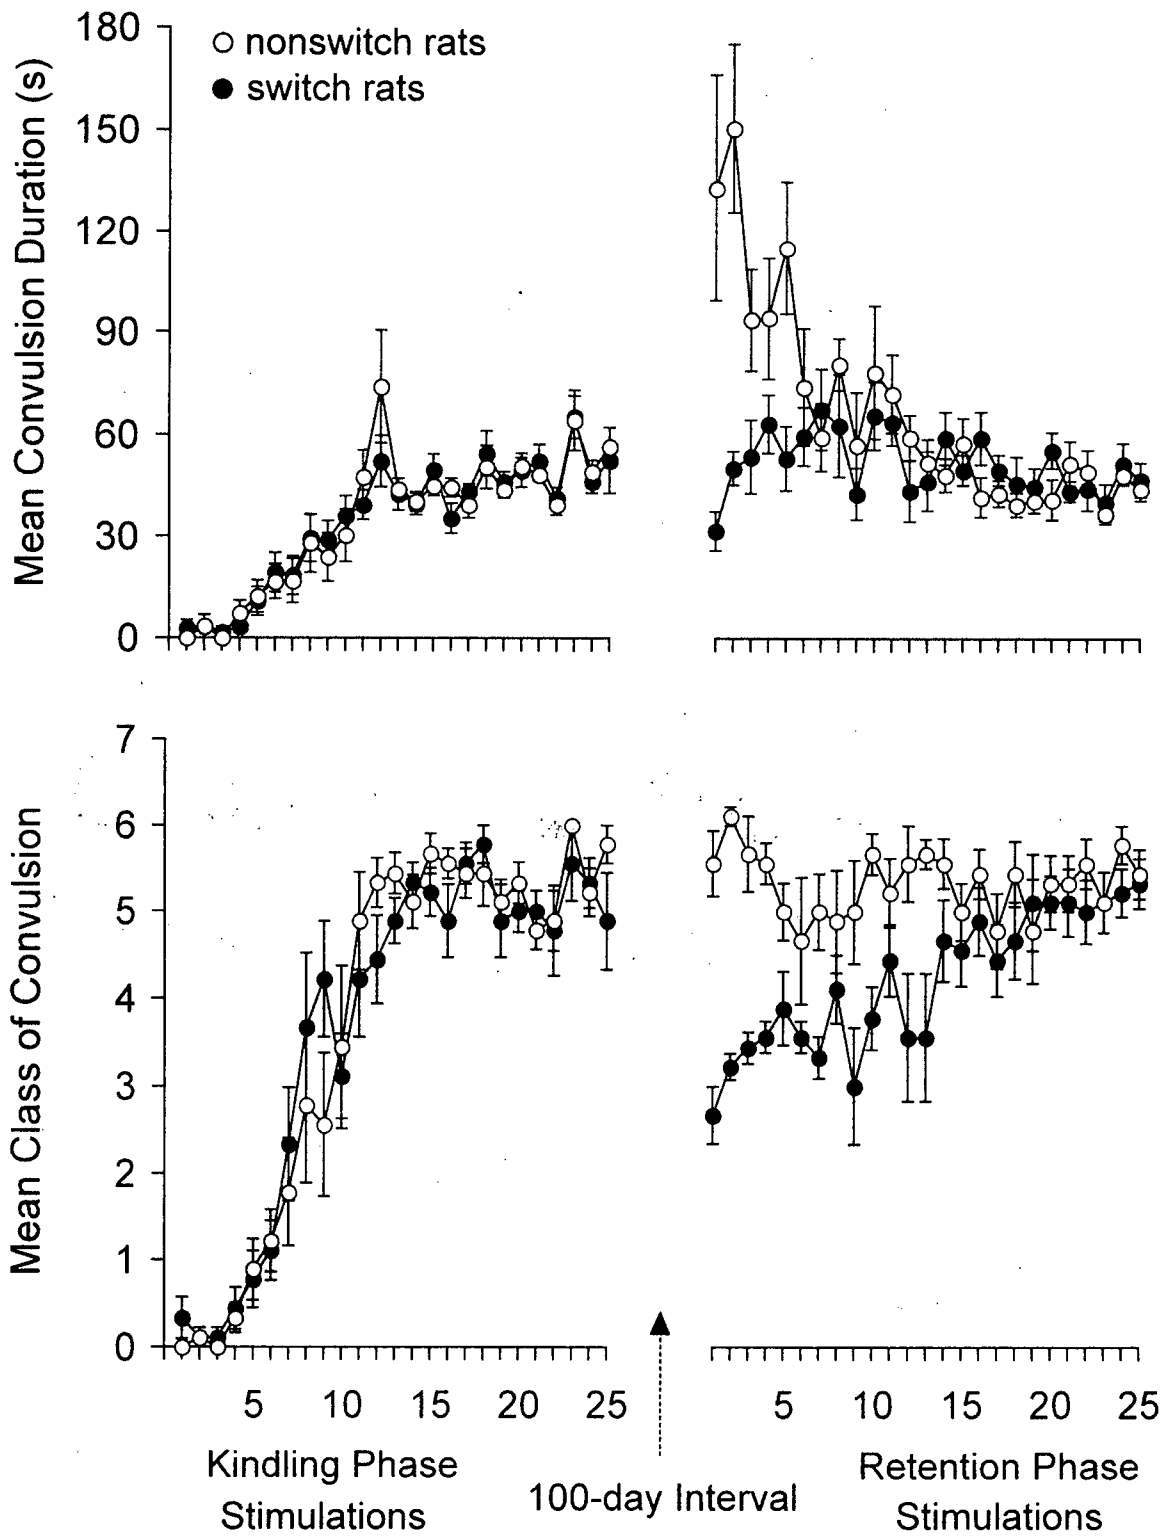 Mean Convulsion Duration (s)
180
150
120
90
60
30
0
nonswitch rats
switch rats
Mean Class of Convulsion
7
6
5
4
3
2
1
0
5 10 15 20 25
5 10 15 20 25
Kindling Phase
Stimulations
100-day Interval
Retention Phase
Stimulations